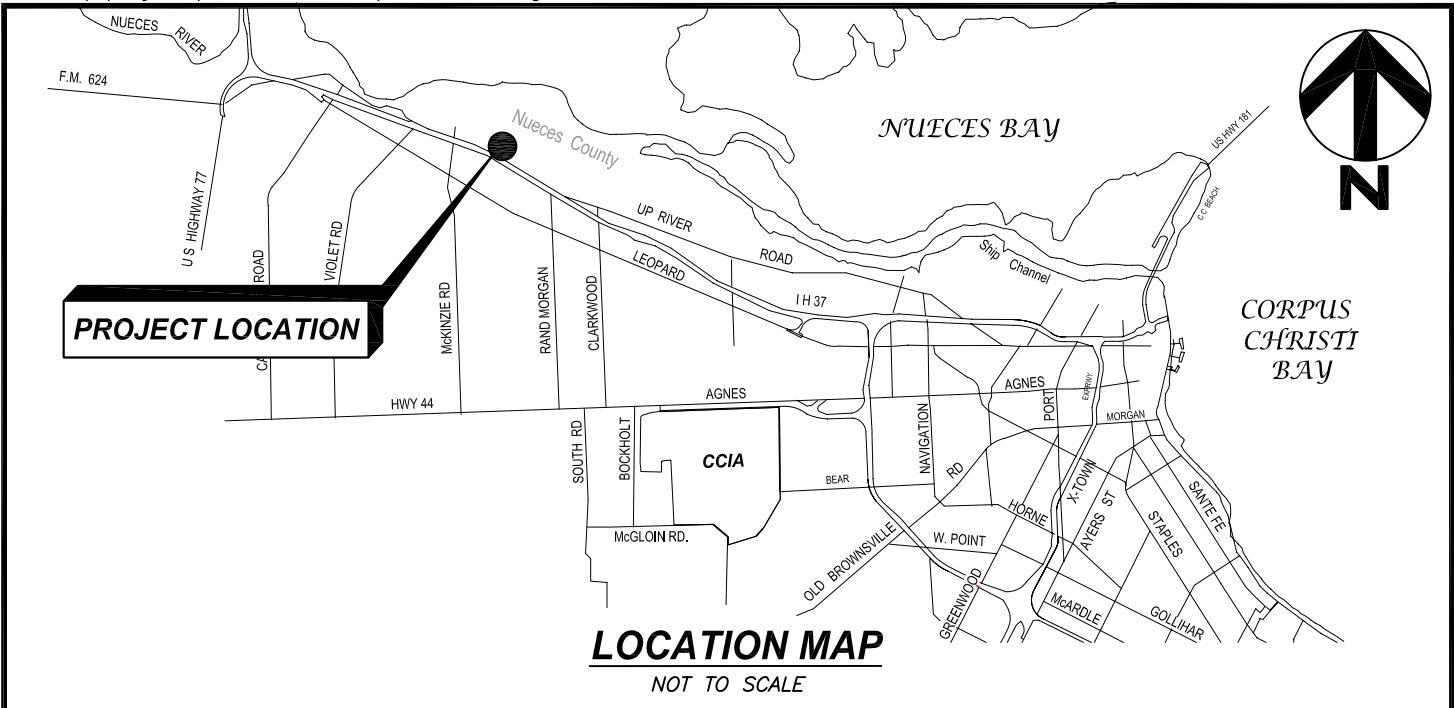 NUECES
RIVER
F.M. 624
Nueces County
NUECES BAY
US HWY 181
C C BEACH
N
U S HIGHWAY 77
ROAD
VIOLET RD
McKINZIE RD
RAND MORGAN
CLARKWOOD
UP RIVER
ROAD
LEOPARD
I H 37
Ship Channel
CORPUS
CHRISTI
BAY
PROJECT LOCATION
CA
HWY 44
AGNES
AGNES
PORT
EXPRWY
MORGAN
SOUTH RD
BOCKHOLT
CCIA
BEAR
NAVIGATION
RD
OLD BROWNSVILLE
HORNE
X-TOWN
AYERS ST
STAPLES
SANTE FE
McGLOIN RD.
W. POINT
GREENWOOD
McARDLE
GOLLIHAR
LOCATION MAP
NOT TO SCALE